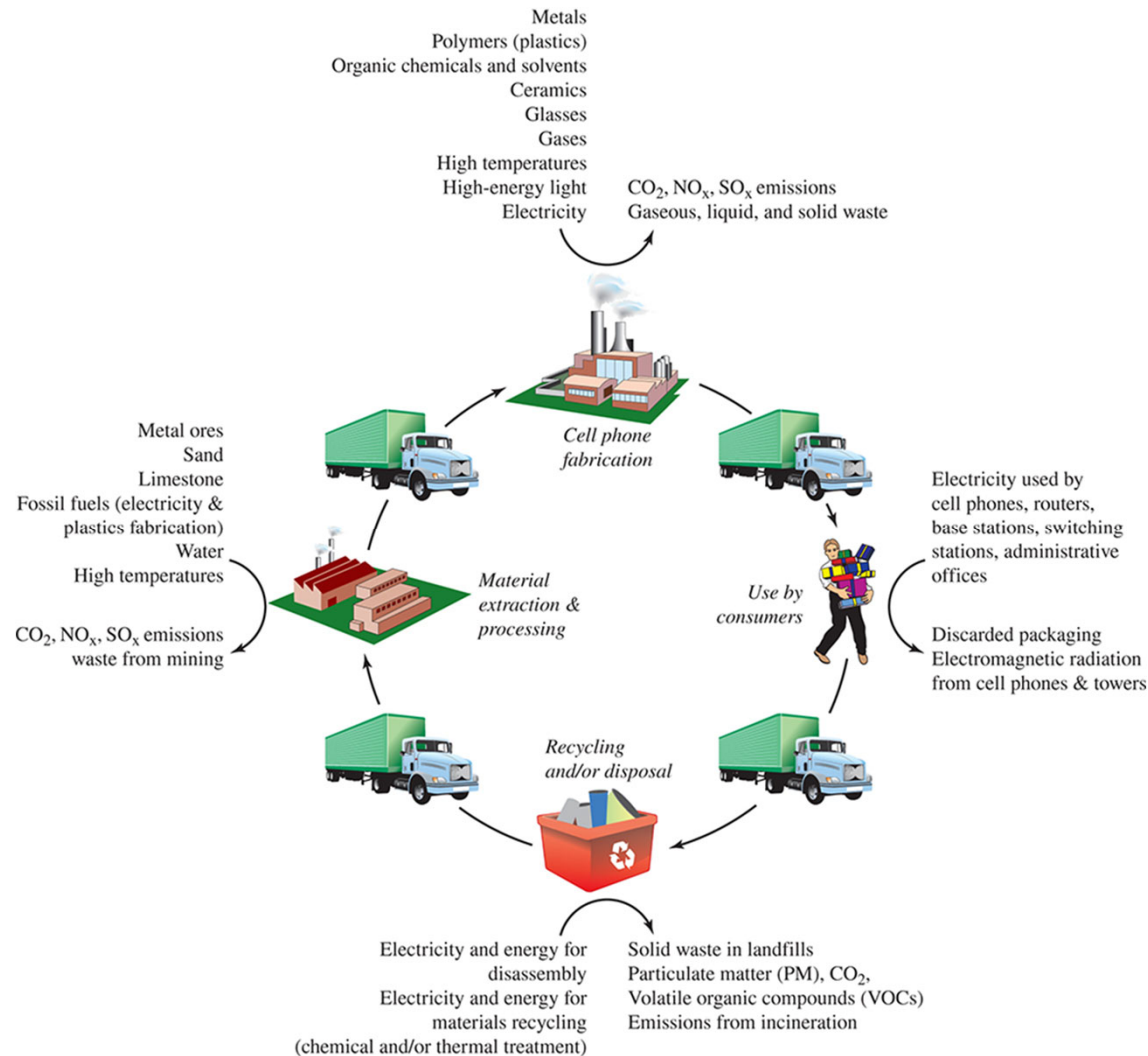 Metals
Polymers (plastics)
Organic chemicals and solvents
Ceramics
Glasses
Gases
High temperatures
High-energy light
Electricity
CO₂, NOₓ, SOₓ emissions
Gaseous, liquid, and solid waste
Cell phone
fabrication
Metal ores
Sand
Limestone
Fossil fuels (electricity &
plastics fabrication)
Water
High temperatures
CO₂, NOₓ, SOₓ emissions
waste from mining
Material
extraction &
processing
Use by
consumers
Electricity used by
cell phones, routers,
base stations, switching
stations, administrative
offices
Discarded packaging
Electromagnetic radiation
from cell phones & towers
Recycling
and/or disposal
Electricity and energy for
disassembly
Electricity and energy for
materials recycling
(chemical and/or thermal treatment)
Solid waste in landfills
Particulate matter (PM), CO₂,
Volatile organic compounds (VOCs)
Emissions from incineration